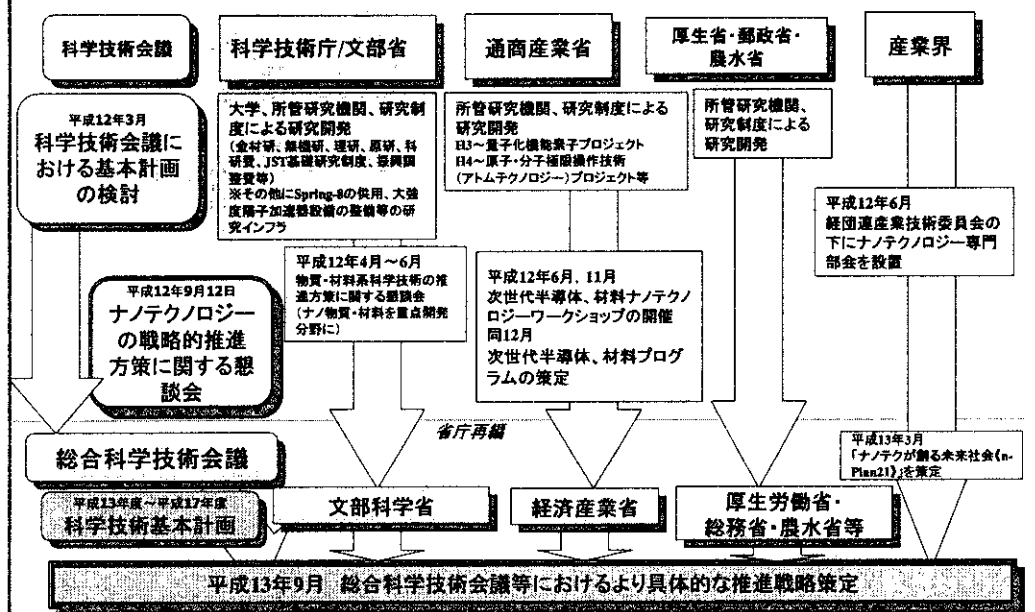 科学技術会議
科学技術庁/文部省
通商産業省
厚生省・郵政省・
農水省
産業界
平成12年3月
科学技術会議に
おける基本計画
の検討
大学、所管研究機関、研究制
度による研究開発
(金材研、無機研、理研、原研、科
研費、JST基礎研究制度、振興調
整費等)
※その他にSpring-8の供用、大強
度陽子加速器設備の整備等の研
究インフラ
所管研究機関、研究制度による
研究開発
H3~量子化機能素子プロジェクト
H4~原子・分子極限操作技術
(アトムテクノロジー)プロジェクト等
所管研究機関、
研究制度による
研究開発
平成12年6月
経団連産業技術委員会の
下にナノテクノロジー専門
部会を設置
平成12年9月12日
ナノテクノロジー
の戦略的推進
方策に関する懇
談会
平成12年4月~6月
物質・材料系科学技術の推
進方策に関する懇談会
(ナノ物質・材料を重点開発
分野に)
平成12年6月、11月
次世代半導体、材料ナノテクノ
ロジーワークショップの開催
同12月
次世代半導体、材料プログ
ラムの策定
省庁再編
総合科学技術会議
平成13年度~平成17年度
科学技術基本計画
文部科学省
経済産業省
厚生労働省・
総務省・農水省等
平成13年3月
「ナノテクが創る未来社会《n-
Plan21》」を策定
平成13年9月 総合科学技術会議等におけるより具体的な推進戦略策定